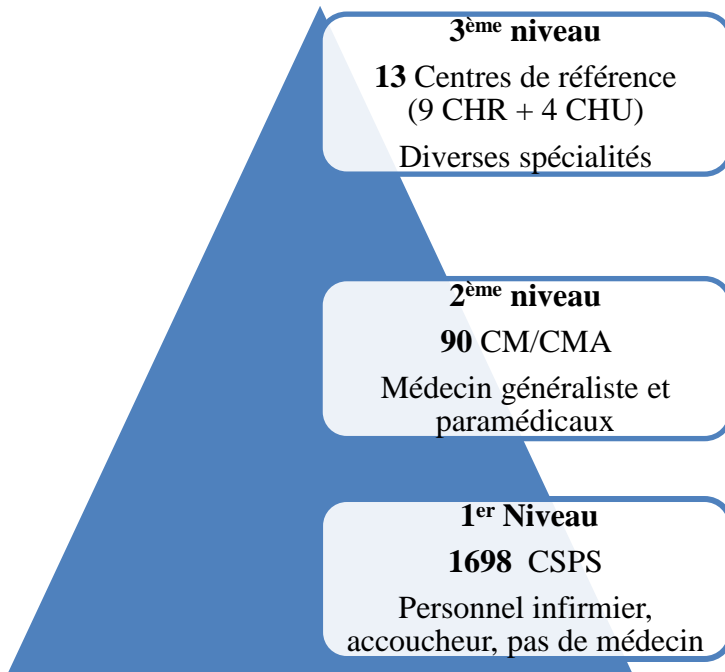 3ème niveau
13 Centres de référence
(9 CHR + 4 CHU)
Diverses spécialités
2ème niveau
90 CM/CMA
Médecin généraliste et
paramédicaux
1er Niveau
1698 CSPS
Personnel infirmier,
accoucheur, pas de médecin